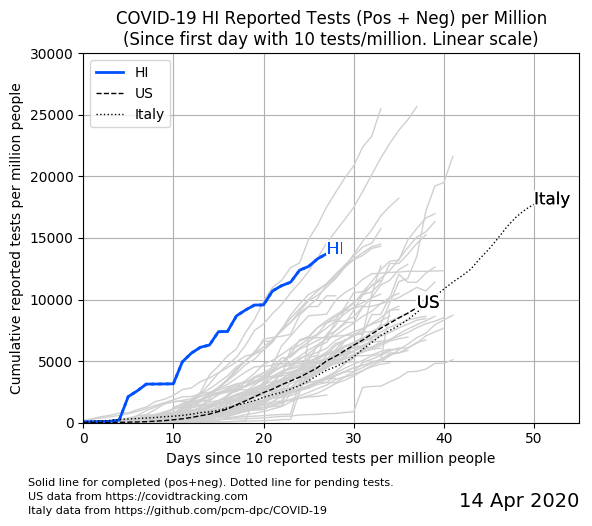 COVID-19 HI Reported Tests (Pos + Neg) per Million
(Since first day with 10 tests/million. Linear scale)
Cumulative reported tests per million people
30000
25000
20000
15000
10000
5000
0
HI
US
Italy
HI
US
Italy
0 10 20 30 40 50
Days since 10 reported tests per million people
Solid line for completed (pos+neg). Dotted line for pending tests.
US data from https://covidtracking.com
Italy data from https://github.com/pcm-dpc/COVID-19
14 Apr 2020